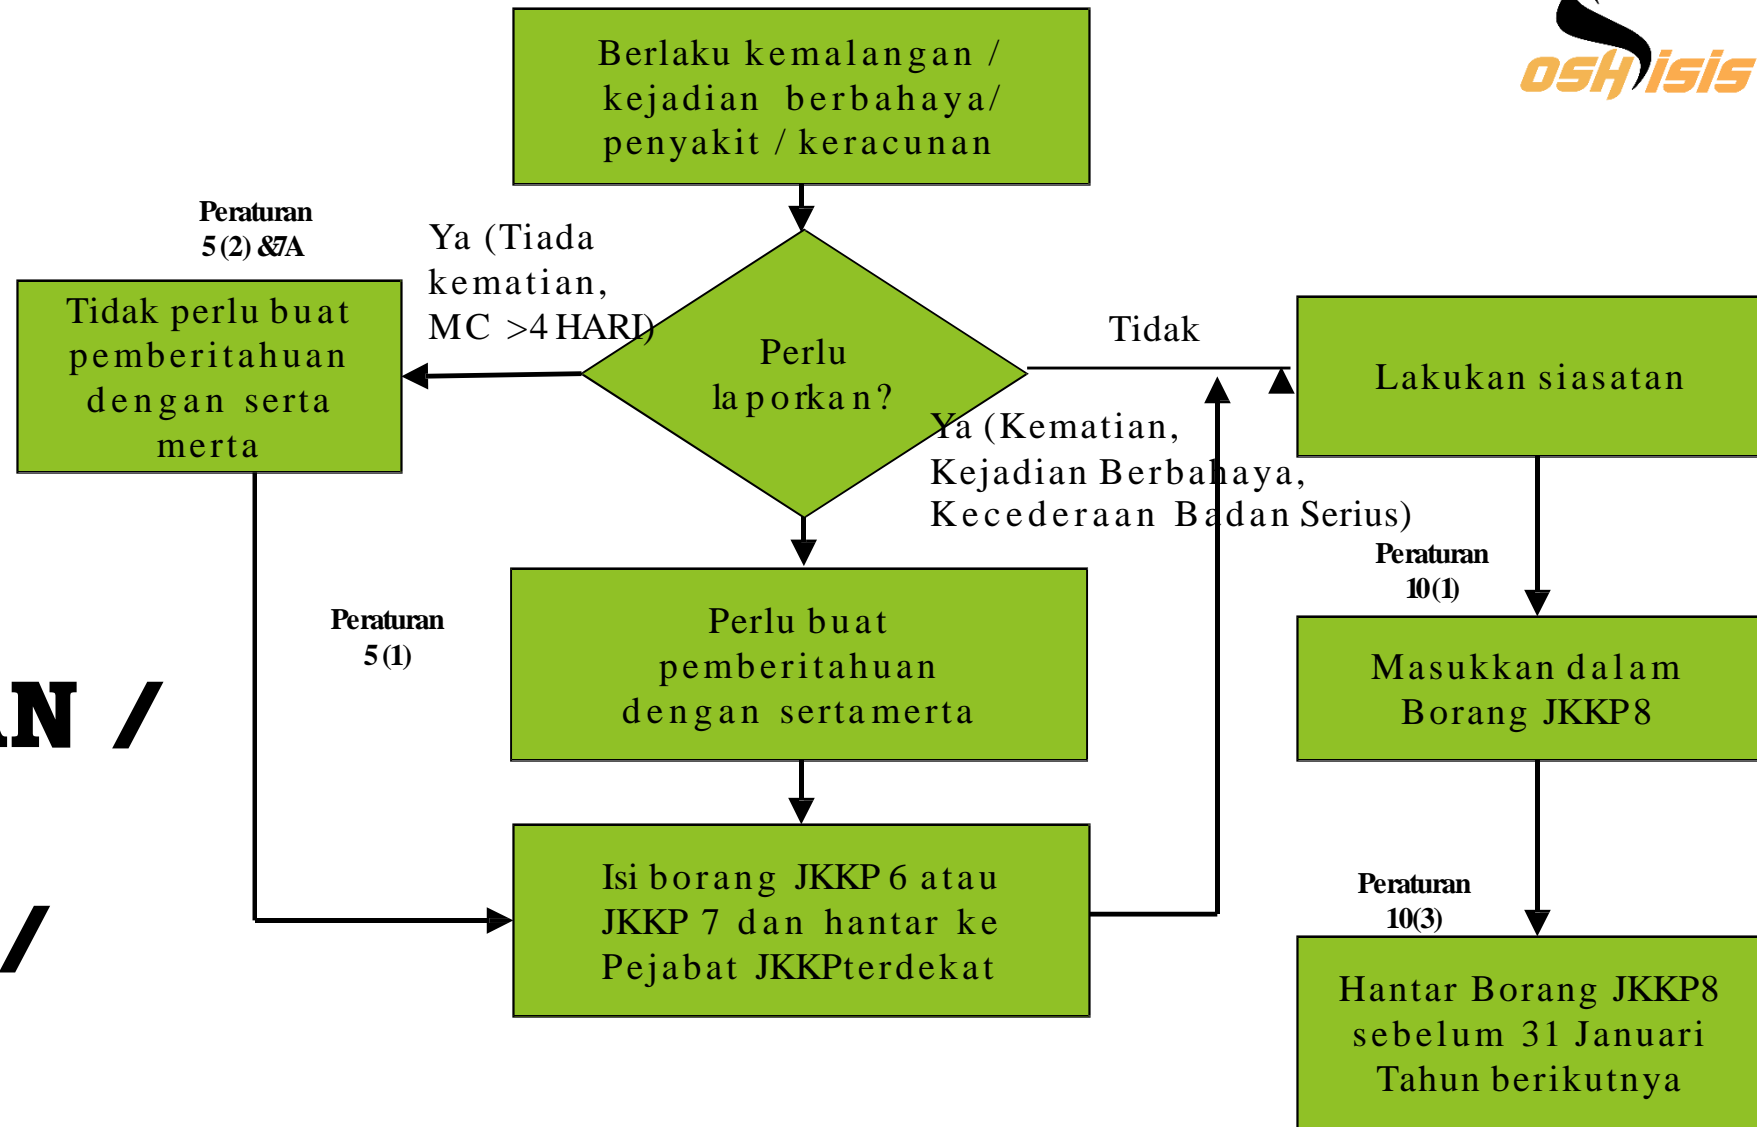 Berlaku kemalangan /
kejadian berbahaya/
penyakit / keracunan
OSH isis
Peraturan
5 (2) &7A
Ya (Tiada
kematian,
MC >4 HARI)
Tidak perlu buat
pemberitahuan
dengan serta
merta
Perlu
laporkan?
Tidak
Lakukan siasatan
Ya (Kematian,
Kejadian Berbahaya,
Kecederaan Badan Serius)
Peraturan
10(1)
Peraturan
5 (1)
Perlu buat
pemberitahuan
dengan sertamerta
Masukkan dalam
Borang JKKP8
AN /
/
Isi borang JKKP 6 atau
JKKP 7 dan hantar ke
Pejabat JKKPterdekat
Peraturan
10(3)
Hantar Borang JKKP8
sebelum 31 Januari
Tahun berikutnya